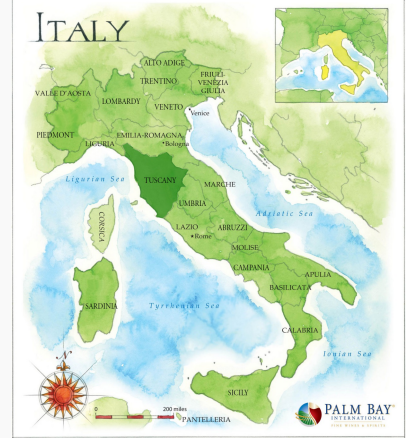 ITALY
ALTO ADIGE
TRENTINO
FRIULI-
VENEZIA
GIULIA
VALLE D'AOSTA
LOMBARDY
VENETO
Venice
PIEDMONT
EMILIA-ROMAGNA
LIGURIA
Bologna
Ligurian Sea
TUSCANY
MARCHE
UMBRIA
Adriatic Sea
CORSICA
LAZIO
ABRUZZI
Rome
MOLISE
CAMPANIA
APULIA
BASILICATA
SARDINIA
Tyrrhenian Sea
CALABRIA
Ionian Sea
N
SICILY
0 200 miles
PANTELLERIA
PALM BAY
INTERNATIONAL
FINE WINES & SPIRITS